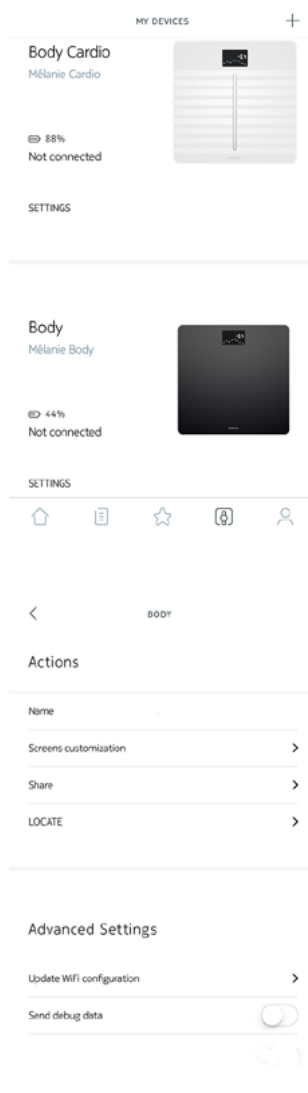 MY DEVICES
Body Cardio
Mélanie Cardio
88%
Not connected
SETTINGS
Body
Mélanie Body
44%
Not connected
SETTINGS
BODY
Actions
Name
Screens customization
Share
LOCATE
Advanced Settings
Update WiFi configuration
Send debug data